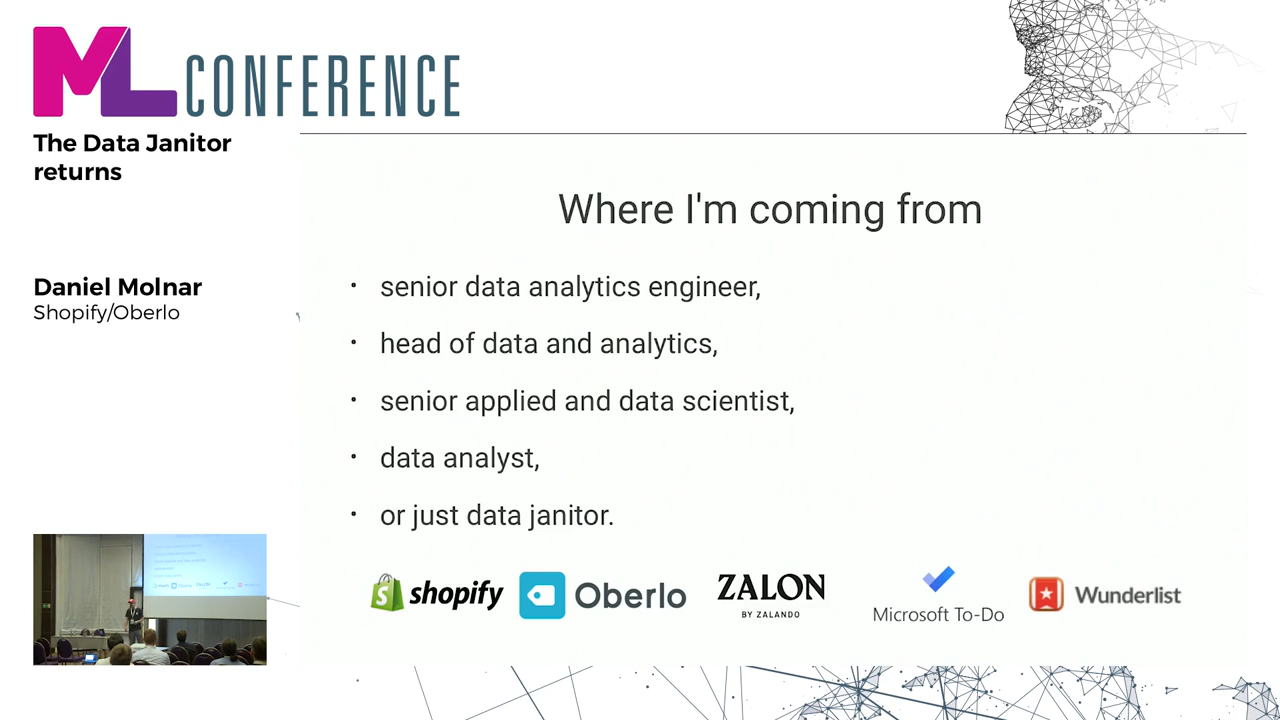 ML CONFERENCE
The Data Janitor
returns
Daniel Molnar
Shopify/Oberlo
Where I'm coming from
• senior data analytics engineer,
• head of data and analytics,
• senior applied and data scientist,
• data analyst,
• or just data janitor.
shopify Oberlo ZALON BY ZALANDO Microsoft To-Do Wunderlist